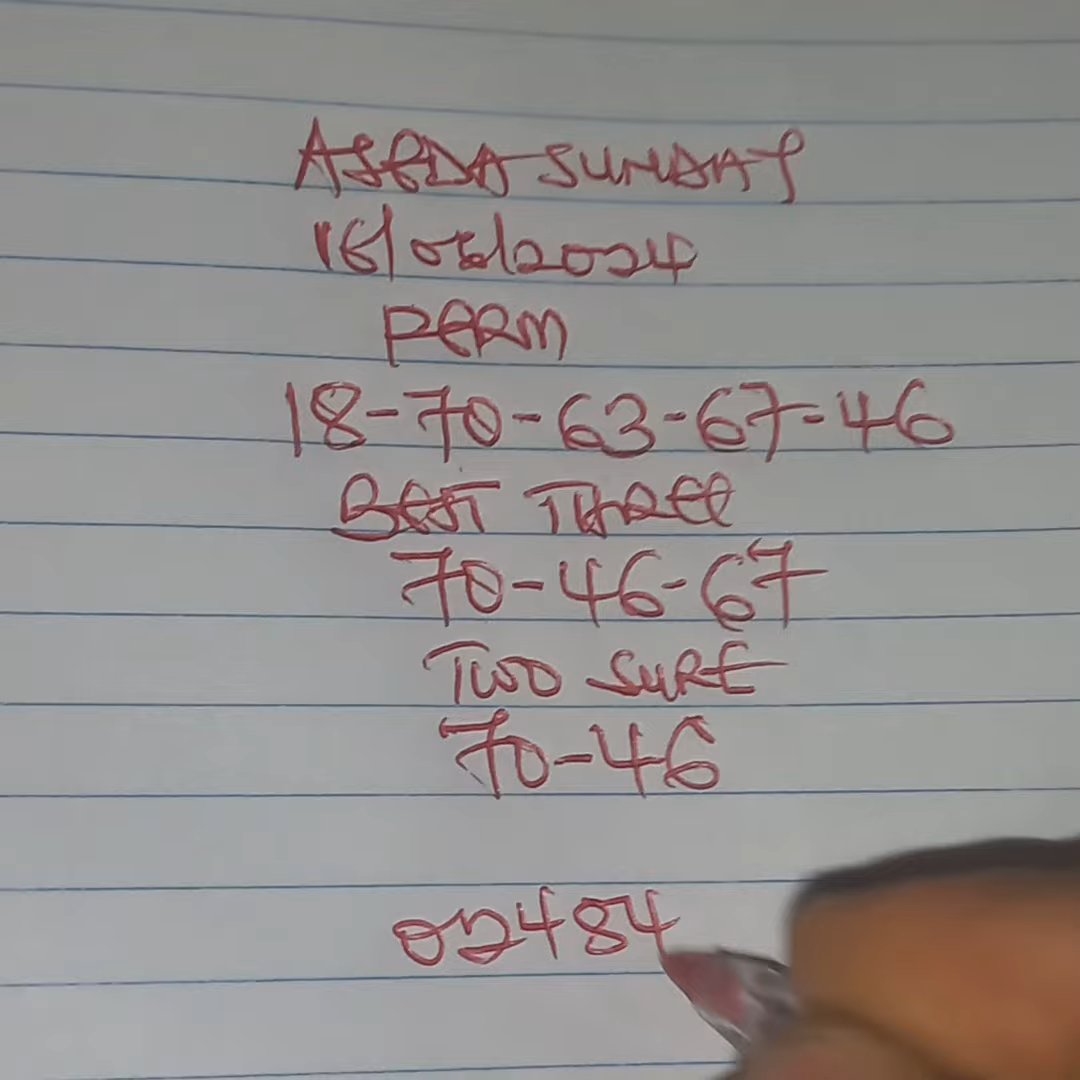 ASEDA SUNDAY
16/06/2024
PERM
18-70-63-67-46
BEST THREE
70-46-67
TWO SURE
70-46
02484